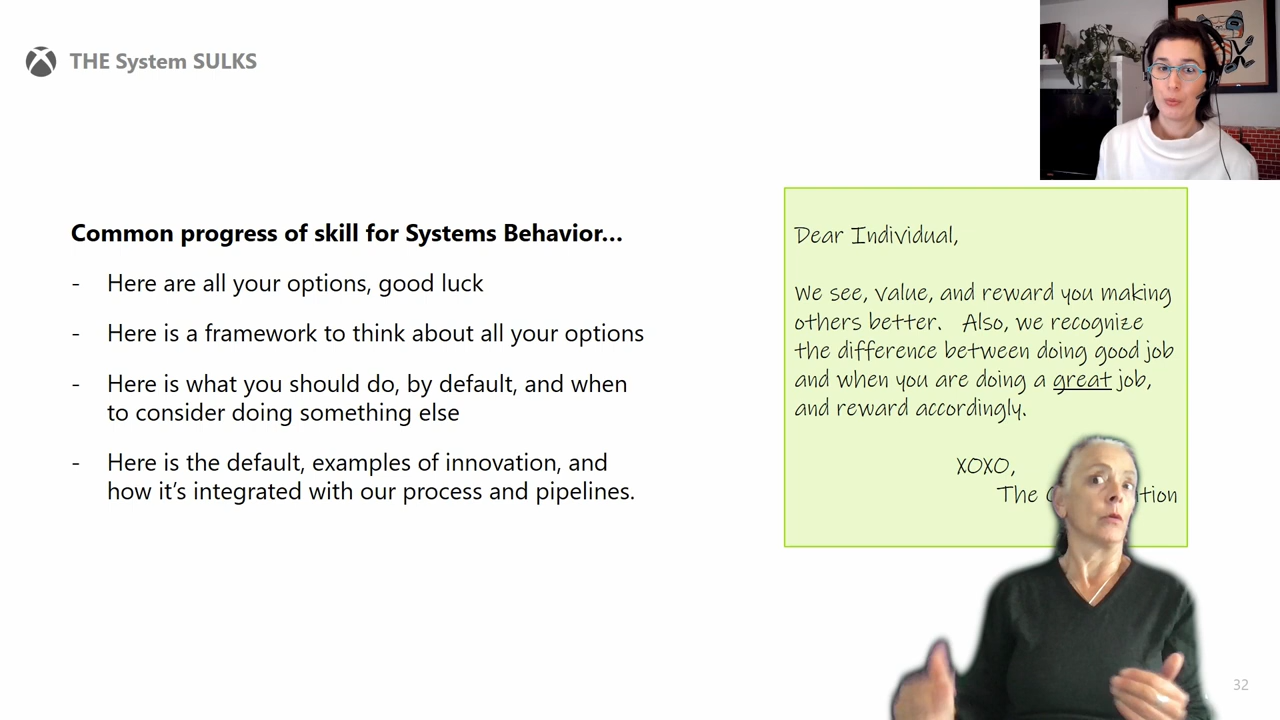 THE System SULKS
Common progress of skill for Systems Behavior...
- Here are all your options, good luck
- Here is a framework to think about all your options
- Here is what you should do, by default, and when
to consider doing something else
- Here is the default, examples of innovation, and
how it's integrated with our process and pipelines.
Dear Individual,
We see, value, and reward you making
others better. Also, we recognize
the difference between doing good job
and when you are doing a great job,
and reward accordingly.
XOXO,
The
32